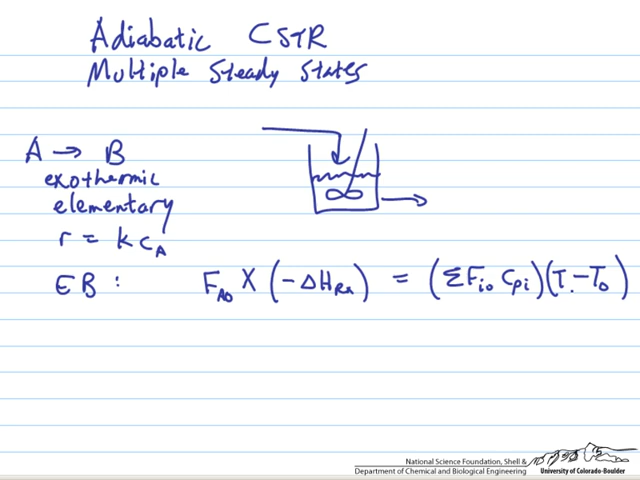 Adiabatic CSTR
Multiple Steady States
A → B
exothermic
elementary
r = k C_A
EB : F_A0 X (-ΔH_Rx) = (ΣF_i0 C_pi)(T - T_0)
National Science Foundation, Shell &
Department of Chemical and Biological Engineering
University of Colorado-Boulder